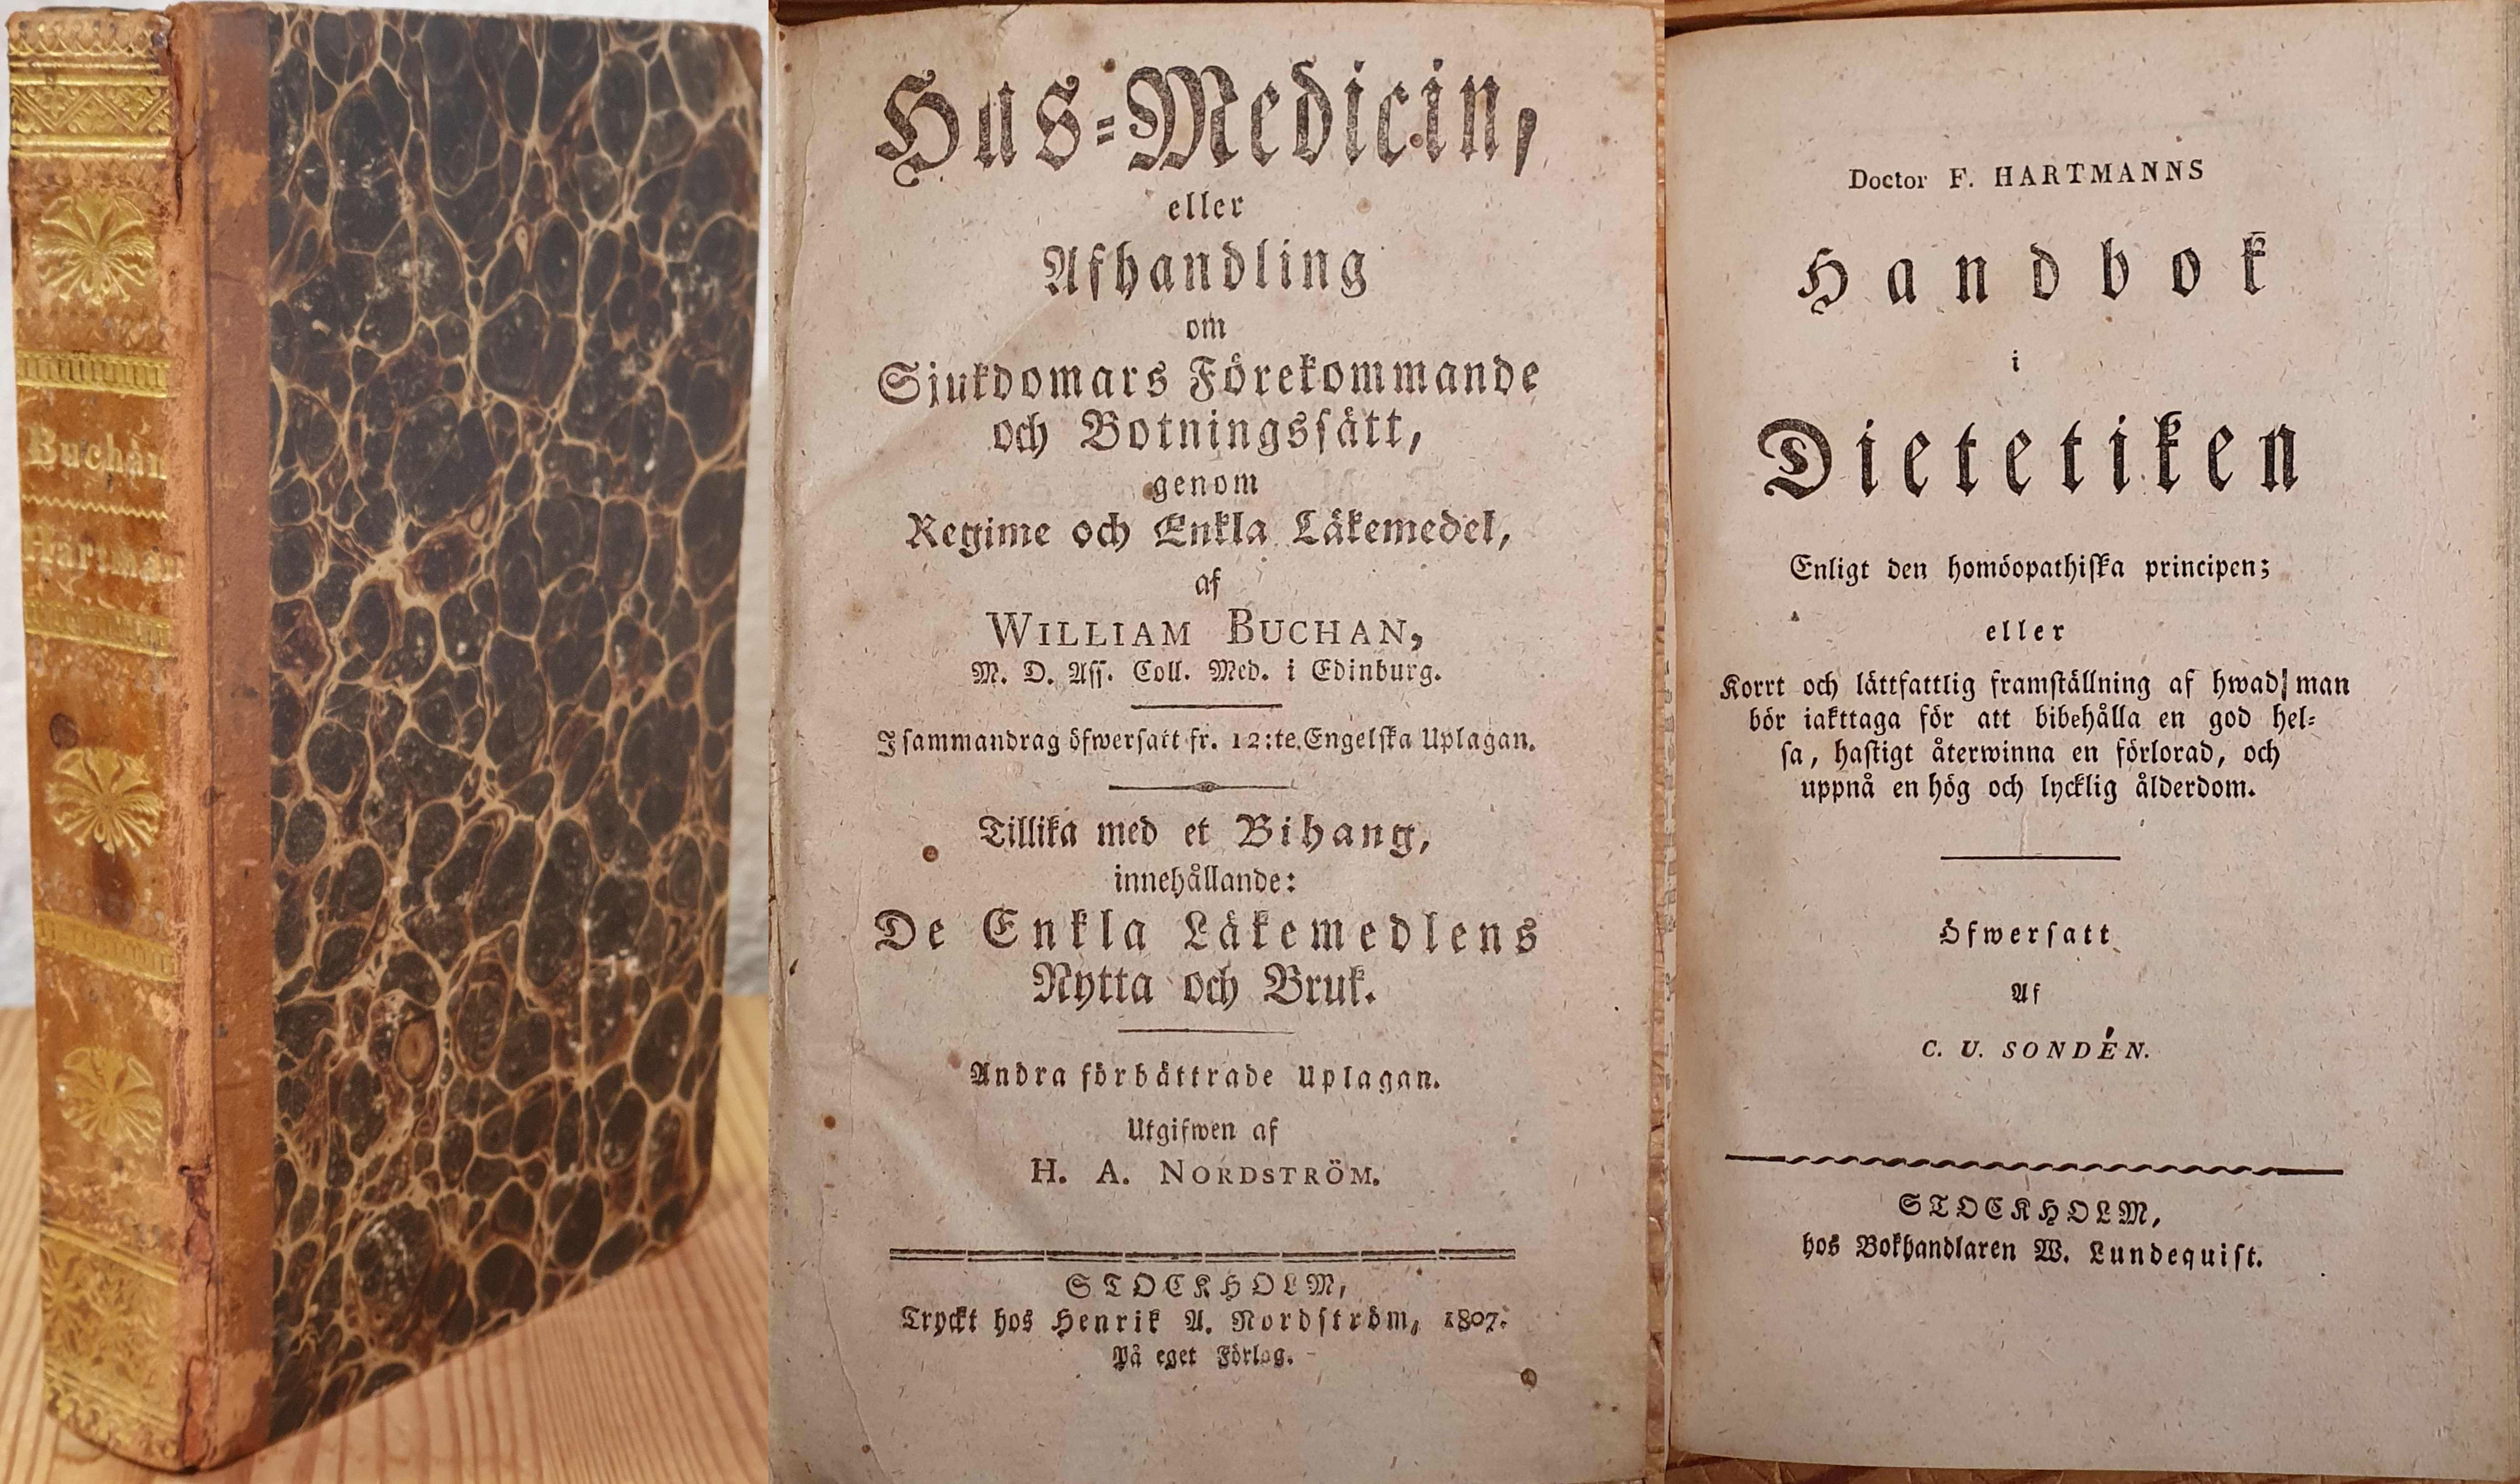 Buchan
Hartman
Hus=Medicin,
eller
Afhandling
om
Sjukdomars Förekommande
och Botningssätt,
genom
Regime och Enkla Läkemedel,
af
WILLIAM BUCHAN,
M. D. Ass. Coll. Med. i Edinburg.
I sammandrag öfwersatt fr. 12:te Engelska Uplagan.
Tillika med et Bihang,
innehållande:
De Enkla Läkemedlens
Nytta och Bruk.
Andra förbättrade Uplagan.
Utgifwen af
H. A. NORDSTRÖM.
STOCKHOLM,
Tryckt hos Henrik A. Nordström, 1807.
På eget Förlag.
Doctor F. HARTMANNS
Handbok
i
Dietetiken
Enligt den homöopathiska principen;
eller
Korrt och lättfattlig framställning af hwad man
bör iakttaga för att bibehålla en god hel=
sa, hastigt återwinna en förlorad, och
uppnå en hög och lycklig ålderdom.
Öfwersatt
Af
C. U. SONDÉN.
STOCKHOLM,
hos Bokhandlaren W. Lundequist.